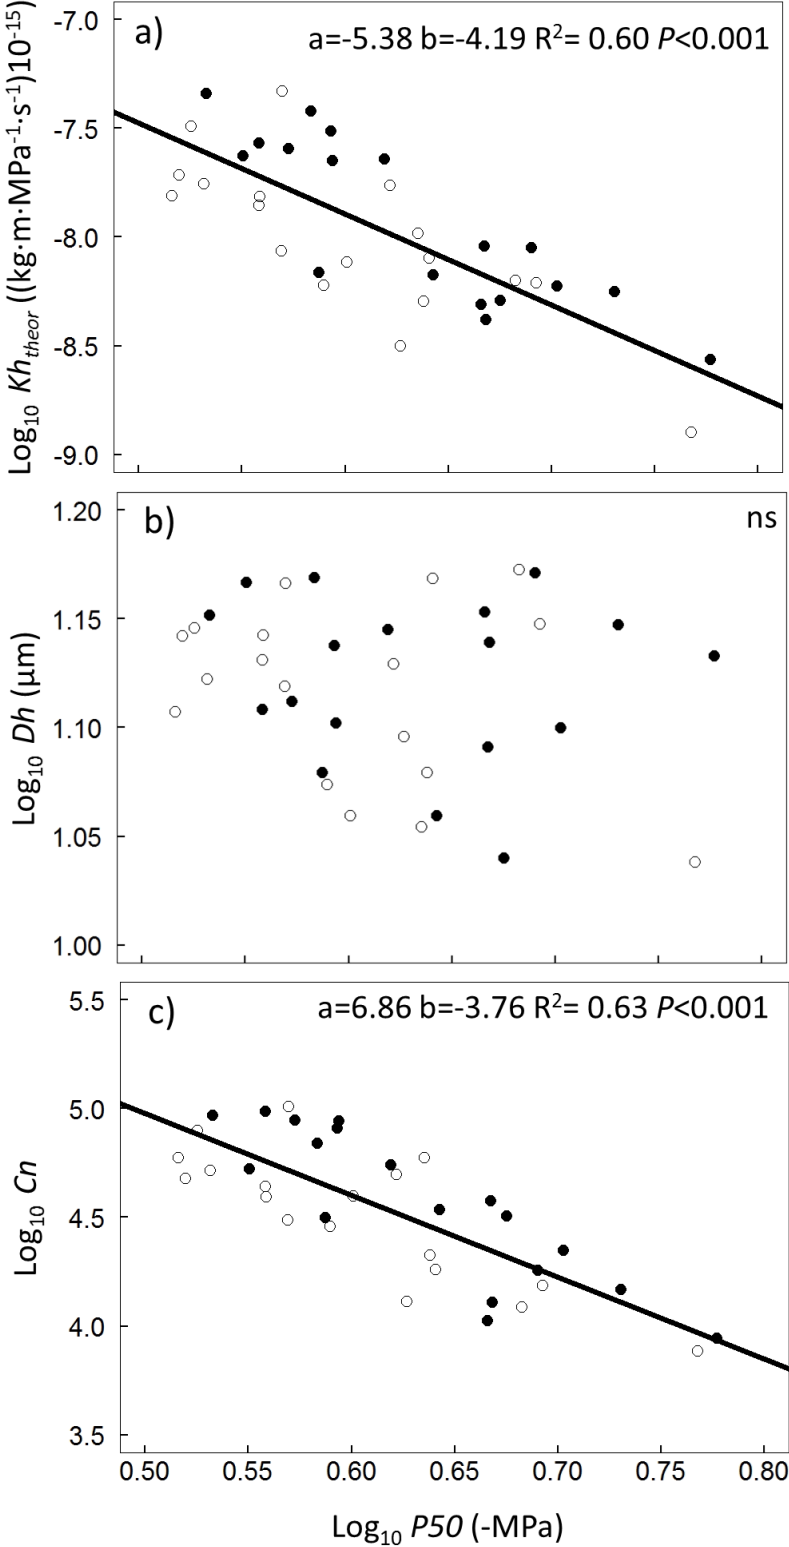 a)
a=-5.38 b=-4.19 R²= 0.60 P<0.001
Log₁₀ Kh_theor ((kg·m·MPa⁻¹·s⁻¹)10⁻¹⁵)
-7.0
-7.5
-8.0
-8.5
-9.0
b)
ns
Log₁₀ Dh (µm)
1.20
1.15
1.10
1.05
1.00
c)
a=6.86 b=-3.76 R²= 0.63 P<0.001
Log₁₀ Cn
5.5
5.0
4.5
4.0
3.5
0.50 0.55 0.60 0.65 0.70 0.75 0.80
Log₁₀ P50 (-MPa)